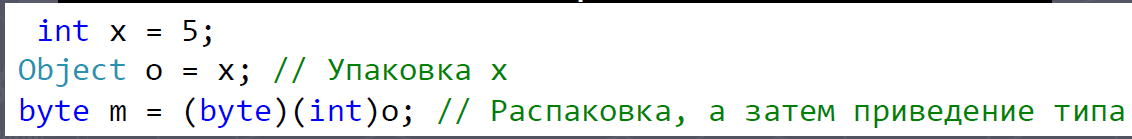 int x = 5;
Object o = x; // Упаковка x
byte m = (byte)(int)o; // Распаковка, а затем приведение типа